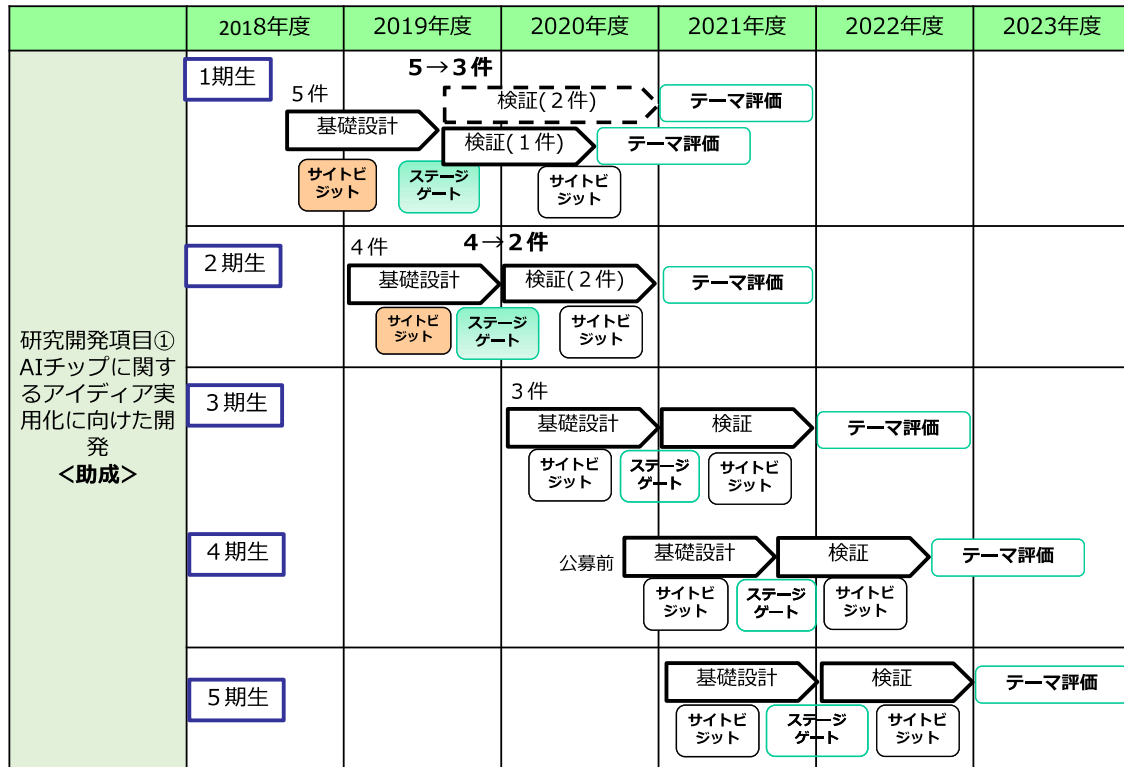 2018年度
2019年度
2020年度
2021年度
2022年度
2023年度
研究開発項目①
AIチップに関す
るアイディア実
用化に向けた開
発
<助成>
1期生
5件
5→3件
基礎設計
検証(2件)
検証(1件)
テーマ評価
テーマ評価
サイトビ
ジット
ステージ
ゲート
サイトビ
ジット
2期生
4件
4→2件
基礎設計
検証(2件)
テーマ評価
サイトビ
ジット
ステージ
ゲート
サイトビ
ジット
3期生
3件
基礎設計
検証
テーマ評価
サイトビ
ジット
ステージ
ゲート
サイトビ
ジット
4期生
公募前
基礎設計
検証
テーマ評価
サイトビ
ジット
ステージ
ゲート
サイトビ
ジット
5期生
基礎設計
検証
テーマ評価
サイトビ
ジット
ステージ
ゲート
サイトビ
ジット